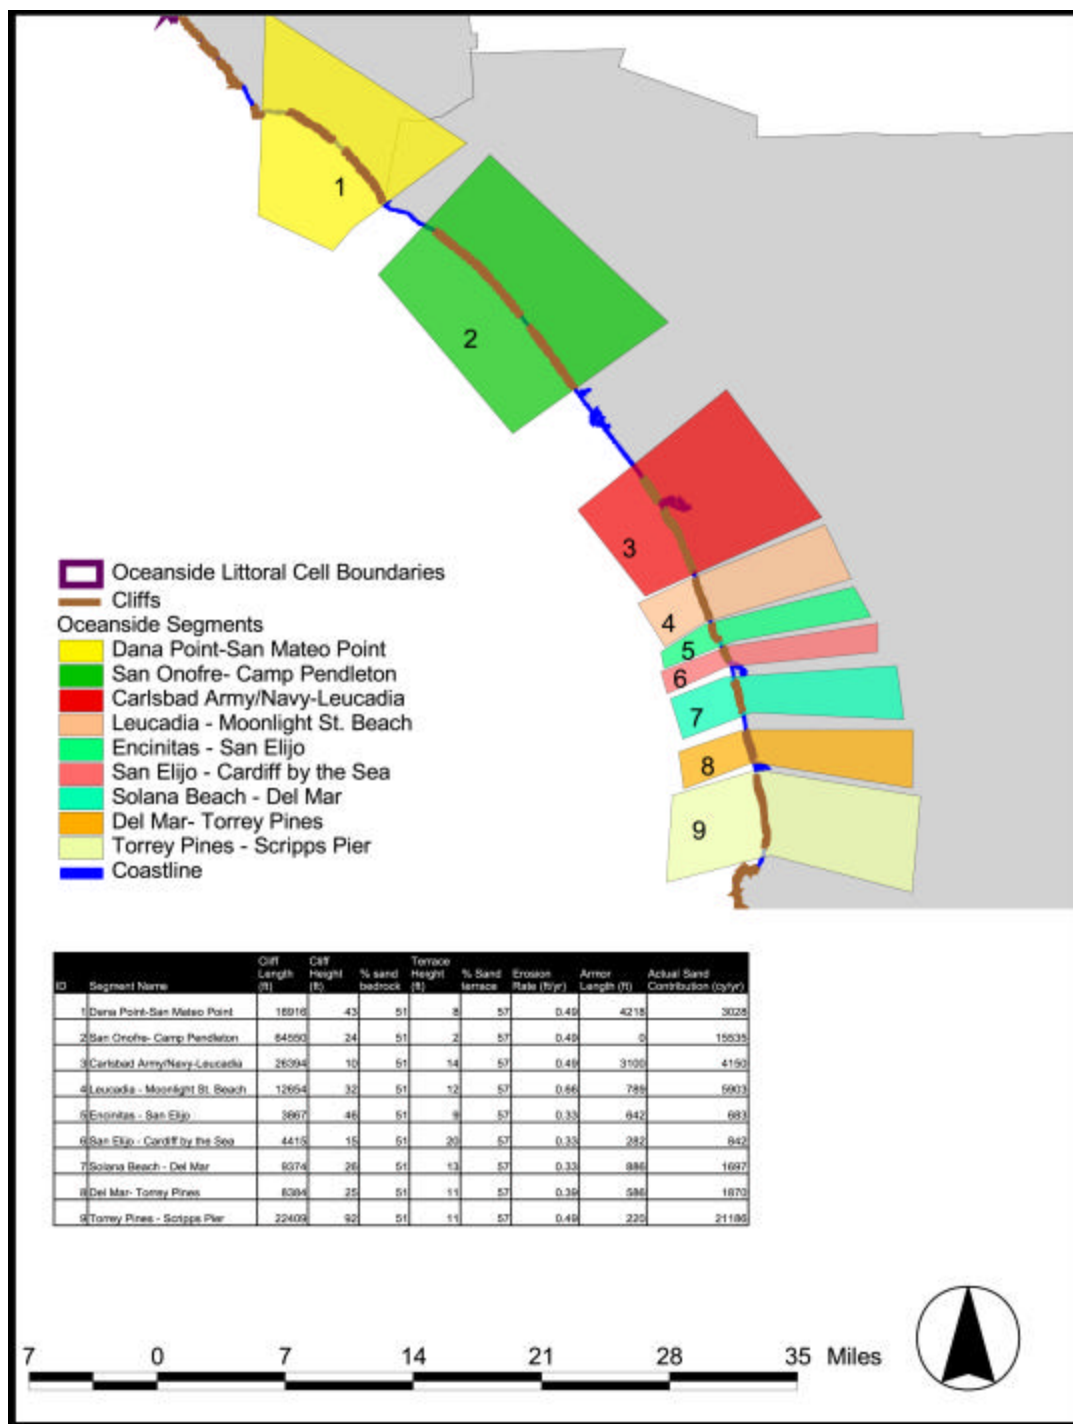 1
2
3
4
5
6
7
8
9
Oceanside Littoral Cell Boundaries
Cliffs
Oceanside Segments
Dana Point-San Mateo Point
San Onofre- Camp Pendleton
Carlsbad Army/Navy-Leucadia
Leucadia - Moonlight St. Beach
Encinitas - San Elijo
San Elijo - Cardiff by the Sea
Solana Beach - Del Mar
Del Mar- Torrey Pines
Torrey Pines - Scripps Pier
Coastline
ID Segment Name Cliff Length (ft) Cliff Height (ft) % sand bedrock Terrace Height (ft) % Sand terrace Erosion Rate (ft/yr) Armor Length (ft) Actual Sand Contribution (cy/yr)
1 Dana Point-San Mateo Point 43 51 8 57 0.49 4218 3028
2 San Onofre- Camp Pendleton 64550 24 51 2 57 0.49 0 15535
3 Carlsbad Army/Navy-Leucadia 26394 10 51 14 57 0.49 3100 4150
4 Leucadia - Moonlight St. Beach 12654 32 51 12 57 0.66 789 5903
5 Encinitas - San Elijo 3867 46 51 9 57 0.33 642
6 San Elijo - Cardiff by the Sea 4415 15 51 20 57 0.33 282
7 Solana Beach - Del Mar 26 51 13 57 0.33 886 1697
8 Del Mar- Torrey Pines 8384 25 51 11 57 0.39 586 1870
9 Torrey Pines - Scripps Pier 22409 92 51 11 57 0.49 220 21186
7 0 7 14 21 28 35 Miles